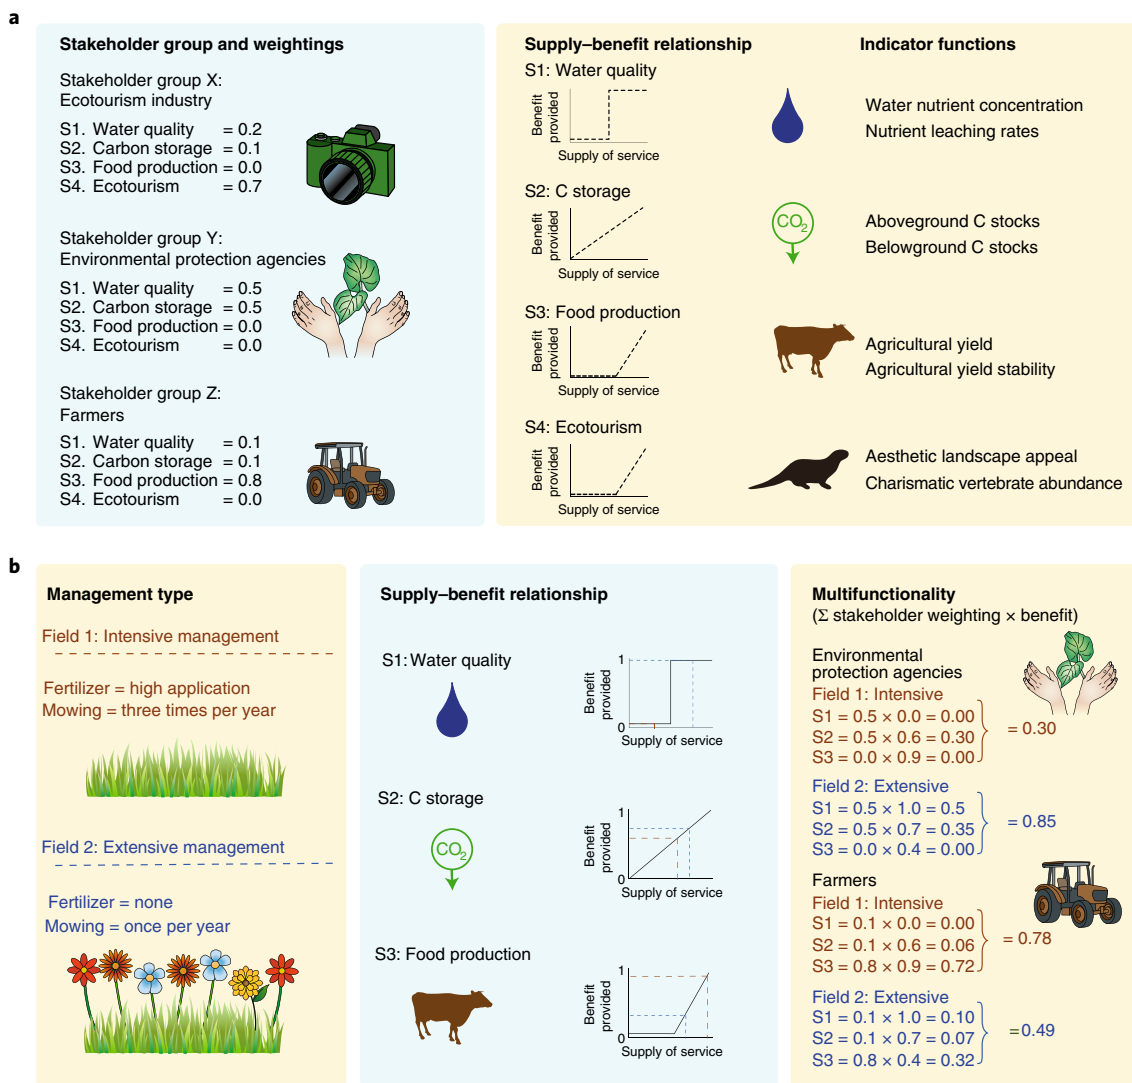 a
Stakeholder group and weightings
Stakeholder group X:
Ecotourism industry
S1. Water quality = 0.2
S2. Carbon storage = 0.1
S3. Food production = 0.0
S4. Ecotourism = 0.7
Stakeholder group Y:
Environmental protection agencies
S1. Water quality = 0.5
S2. Carbon storage = 0.5
S3. Food production = 0.0
S4. Ecotourism = 0.0
Stakeholder group Z:
Farmers
S1. Water quality = 0.1
S2. Carbon storage = 0.1
S3. Food production = 0.8
S4. Ecotourism = 0.0
Supply–benefit relationship
Indicator functions
S1: Water quality
Benefit
provided
Supply of service
Water nutrient concentration
Nutrient leaching rates
S2: C storage
Benefit
provided
Supply of service
CO2
Aboveground C stocks
Belowground C stocks
S3: Food production
Benefit
provided
Supply of service
Agricultural yield
Agricultural yield stability
S4: Ecotourism
Benefit
provided
Supply of service
Aesthetic landscape appeal
Charismatic vertebrate abundance
b
Management type
Field 1: Intensive management
Fertilizer = high application
Mowing = three times per year
Field 2: Extensive management
Fertilizer = none
Mowing = once per year
Supply–benefit relationship
S1: Water quality
1
Benefit
provided
0
Supply of service
S2: C storage
CO2
1
Benefit
provided
0
Supply of service
S3: Food production
1
Benefit
provided
0
Supply of service
Multifunctionality
(Σ stakeholder weighting × benefit)
Environmental
protection agencies
Field 1: Intensive
S1 = 0.5 × 0.0 = 0.00
S2 = 0.5 × 0.6 = 0.30
S3 = 0.0 × 0.9 = 0.00
= 0.30
Field 2: Extensive
S1 = 0.5 × 1.0 = 0.5
S2 = 0.5 × 0.7 = 0.35
S3 = 0.0 × 0.4 = 0.00
= 0.85
Farmers
Field 1: Intensive
S1 = 0.1 × 0.0 = 0.00
S2 = 0.1 × 0.6 = 0.06
S3 = 0.8 × 0.9 = 0.72
= 0.78
Field 2: Extensive
S1 = 0.1 × 1.0 = 0.10
S2 = 0.1 × 0.7 = 0.07
S3 = 0.8 × 0.4 = 0.32
= 0.49